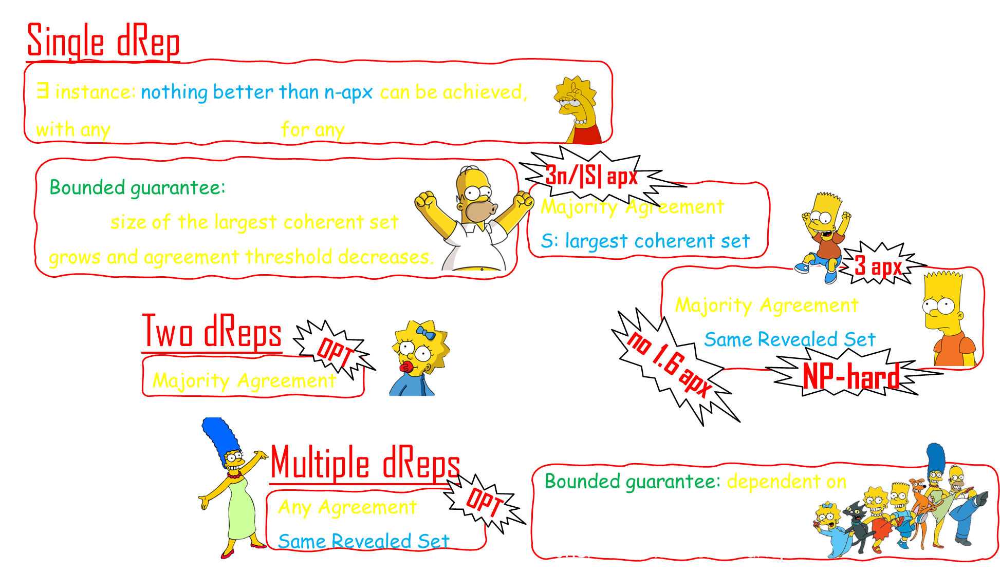 Single dRep
∃ instance: nothing better than n-apx can be achieved,
with any for any
Bounded guarantee:
size of the largest coherent set
grows and agreement threshold decreases.
3n/|S| apx
Majority Agreement
S: largest coherent set
3 apx
Majority Agreement
Same Revealed Set
no 1.6 apx
NP-hard
Two dReps
OPT
Majority Agreement
Multiple dReps
OPT
Any Agreement
Same Revealed Set
Bounded guarantee: dependent on